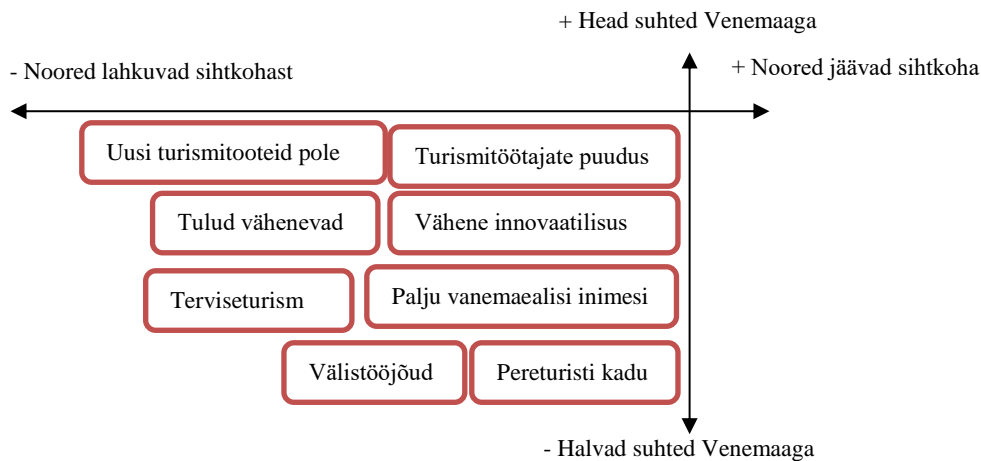 + Head suhted Venemaaga
- Noored lahkuvad sihtkohast
+ Noored jäävad sihtkoha
Uusi turismitooteid pole
Turismitöötajate puudus
Tulud vähenevad
Vähene innovaatilisus
Terviseturism
Palju vanemaealisi inimesi
Välistööjõud
Pereturisti kadu
- Halvad suhted Venemaaga